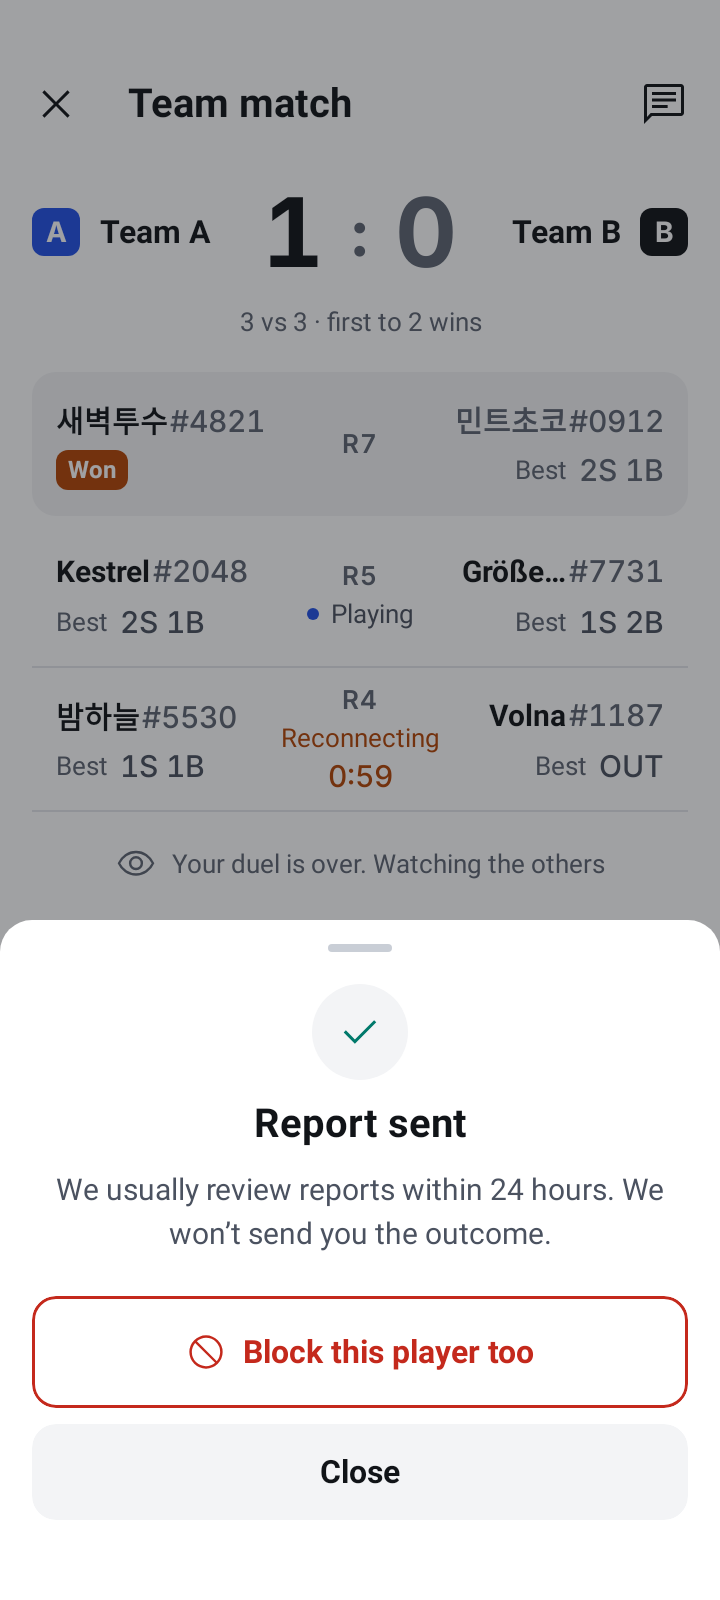 Team match
A Team A 1 : 0 Team B B
3 vs 3 · first to 2 wins
새벽투수#4821 R7 민트초코#0912
Won Best 2S 1B
Kestrel#2048 R5 Größe...#7731
Best 2S 1B Playing Best 1S 2B
밤하늘#5530 R4 Volna#1187
Reconnecting
Best 1S 1B 0:59 Best OUT
Your duel is over. Watching the others
Report sent
We usually review reports within 24 hours. We
won’t send you the outcome.
Block this player too
Close